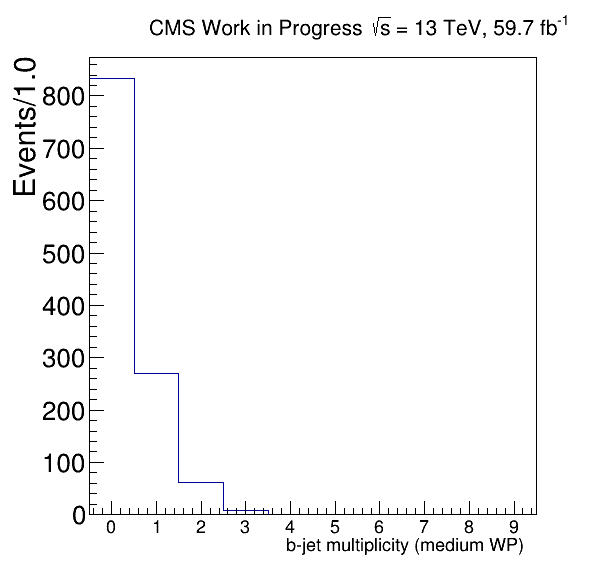 CMS Work in Progress √s = 13 TeV, 59.7 fb⁻¹
Events/1.0
800
700
600
500
400
300
200
100
0
0 1 2 3 4 5 6 7 8 9
b-jet multiplicity (medium WP)